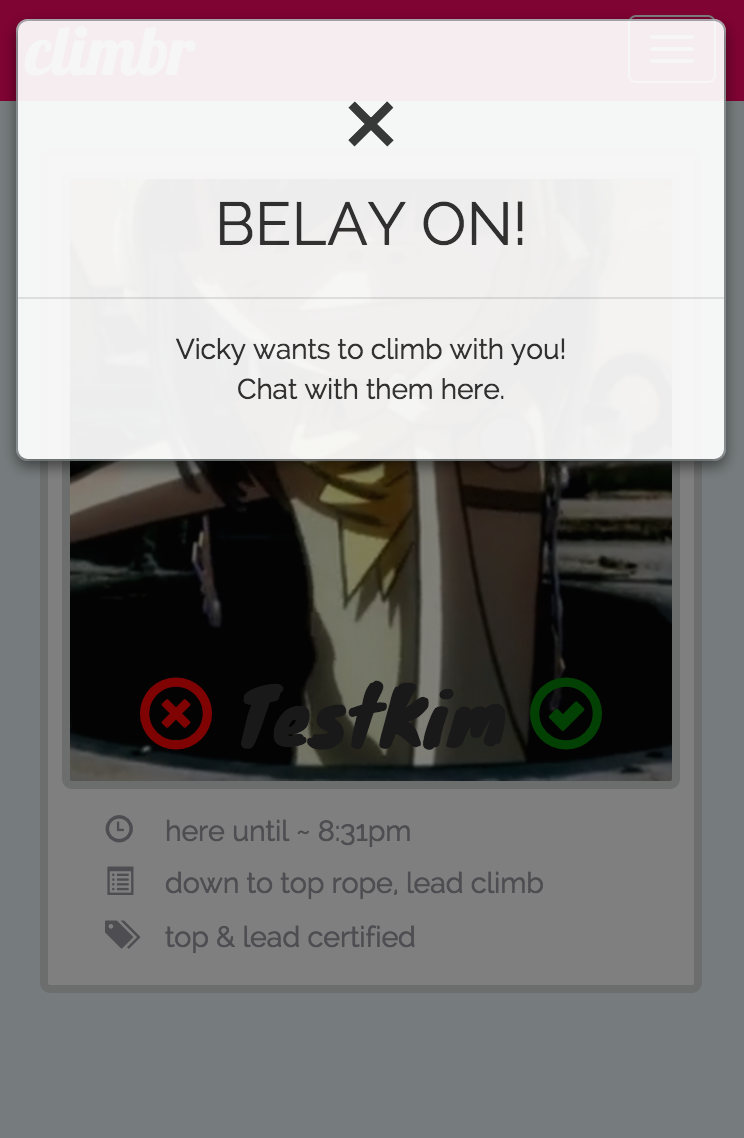 climbr
BELAY ON!
Vicky wants to climb with you!
Chat with them here.
Testkim
here until ~ 8:31pm
down to top rope, lead climb
top & lead certified